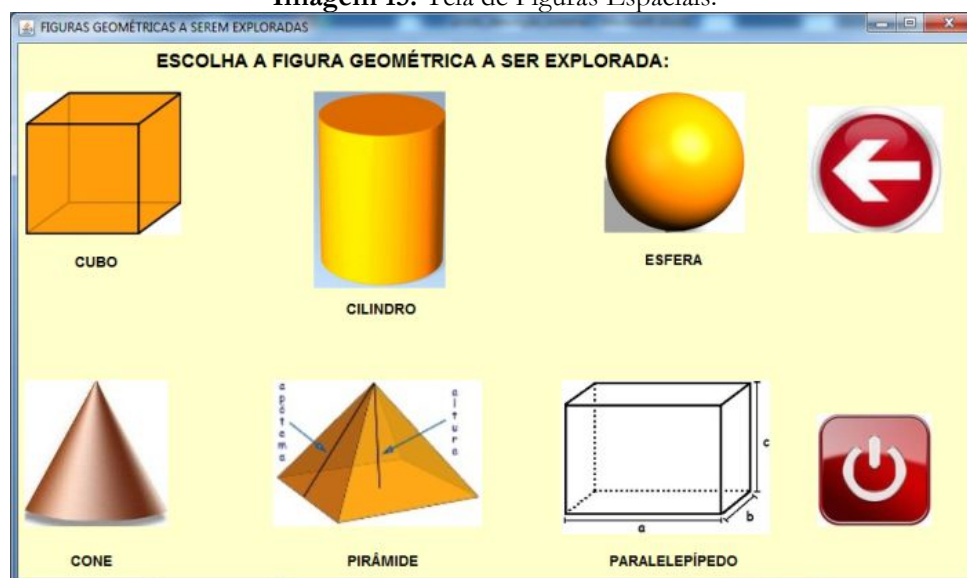 Imagem 15. Tela de Figuras Espaciais.
FIGURAS GEOMÉTRICAS A SEREM EXPLORADAS
ESCOLHA A FIGURA GEOMÉTRICA A SER EXPLORADA:
CUBO
CILINDRO
ESFERA
apótema
altura
c
b
a
CONE
PIRÂMIDE
PARALELEPÍPEDO